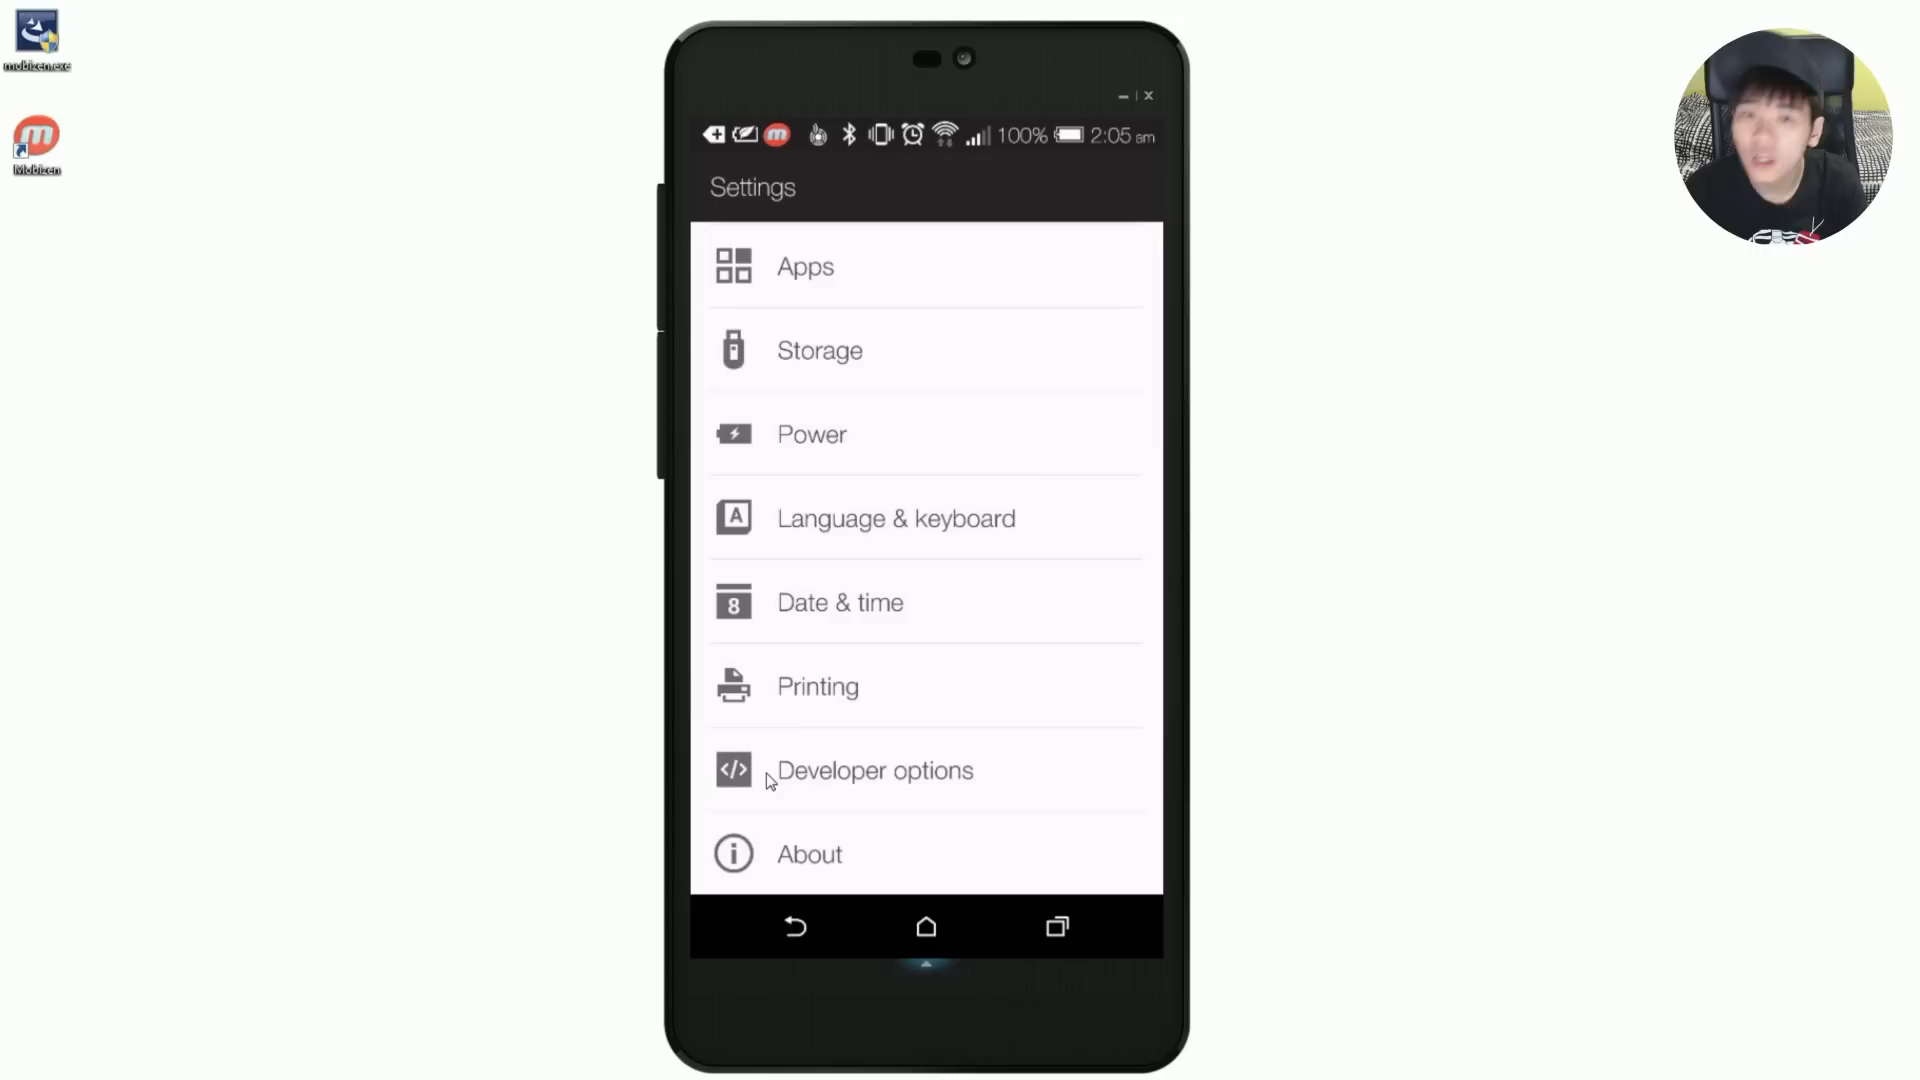 mobizen.exe
Mobizen
100% 2:05 am
Settings
Apps
Storage
Power
A Language & keyboard
8 Date & time
Printing
</> Developer options
About